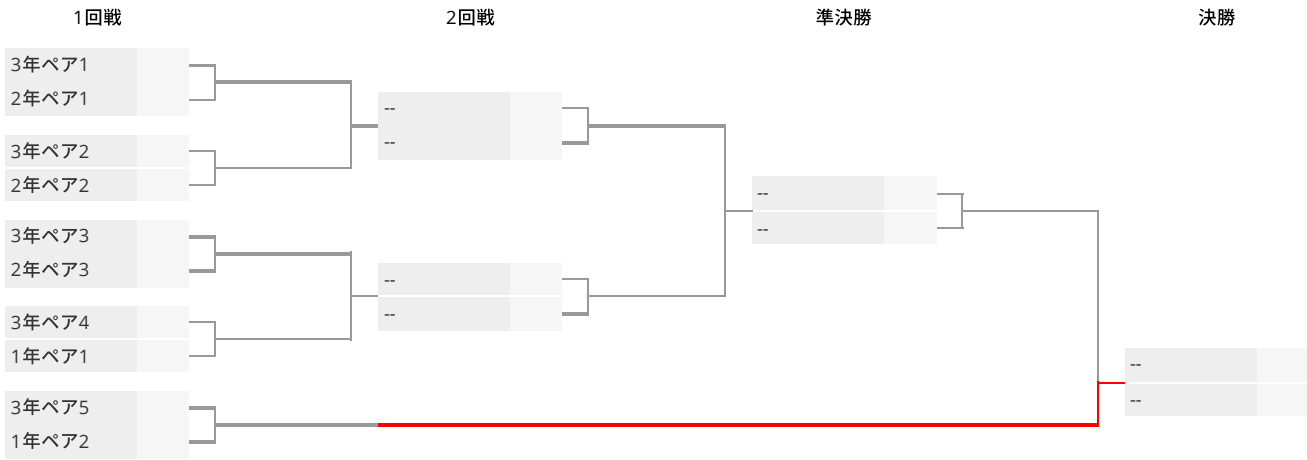 1回戦 2回戦 準決勝 決勝
3年ペア1
2年ペア1
--
--
3年ペア2
2年ペア2
--
--
3年ペア3
2年ペア3
--
--
3年ペア4
1年ペア1
--
--
3年ペア5
1年ペア2